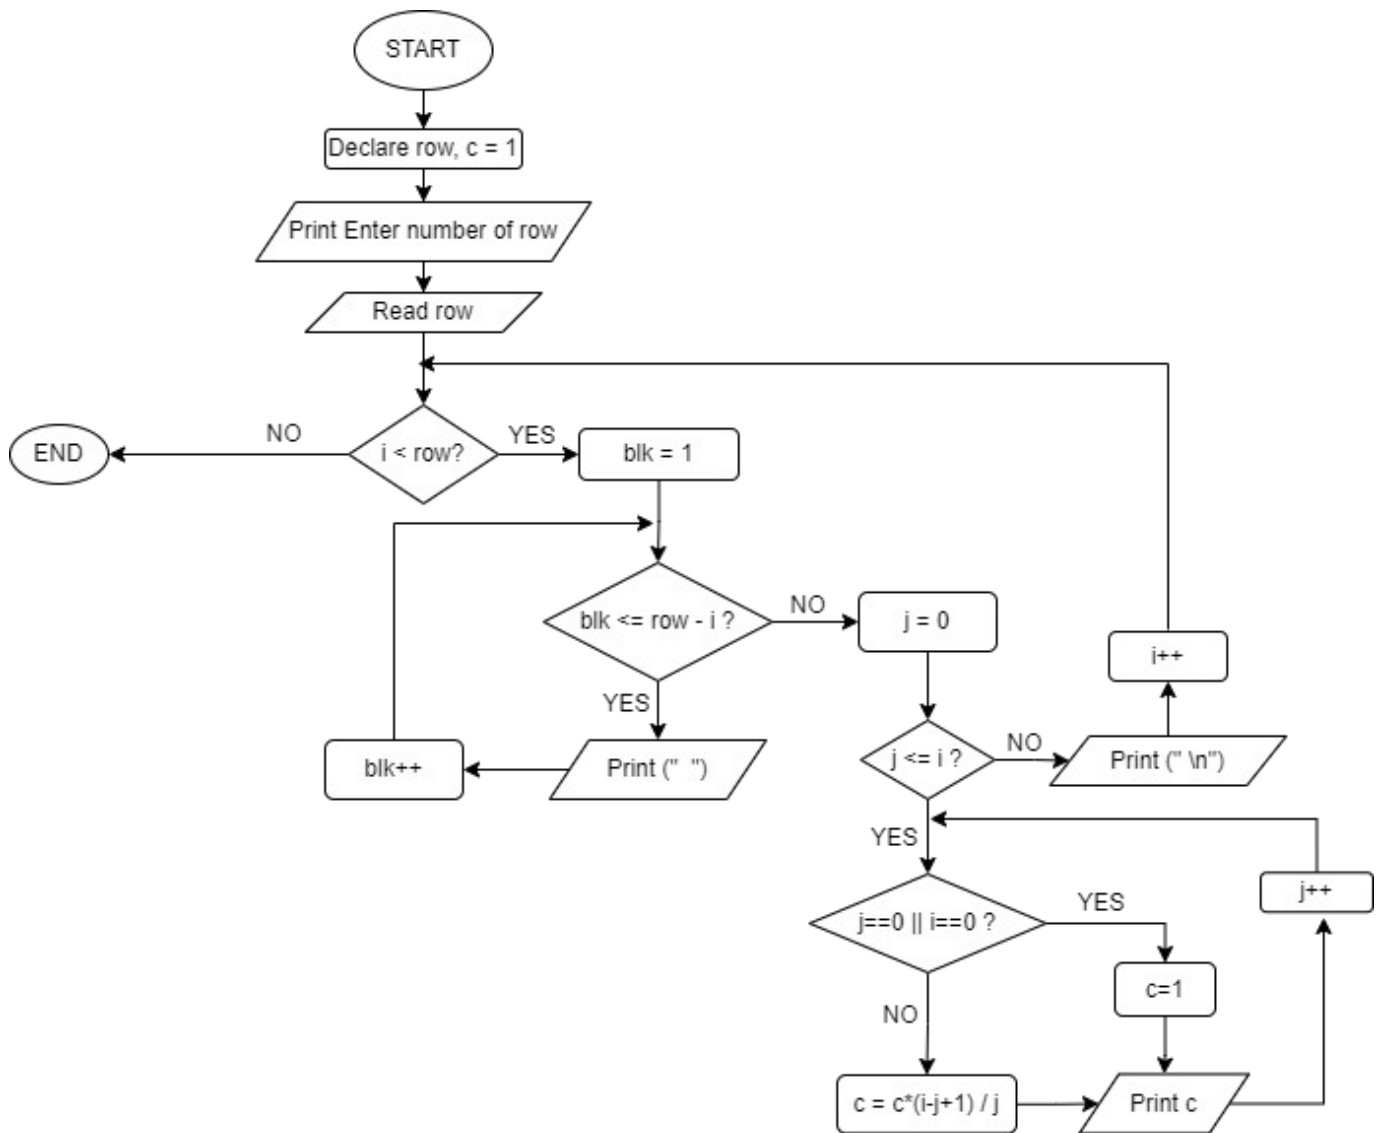 START
Declare row, c = 1
Print Enter number of row
Read row
i < row?
NO
END
YES
blk = 1
blk <= row - i ?
NO
j = 0
i++
YES
Print ("  ")
blk++
j <= i ?
NO
Print (" \n")
YES
j==0 || i==0 ?
YES
j++
c=1
NO
c = c*(i-j+1) / j
Print c